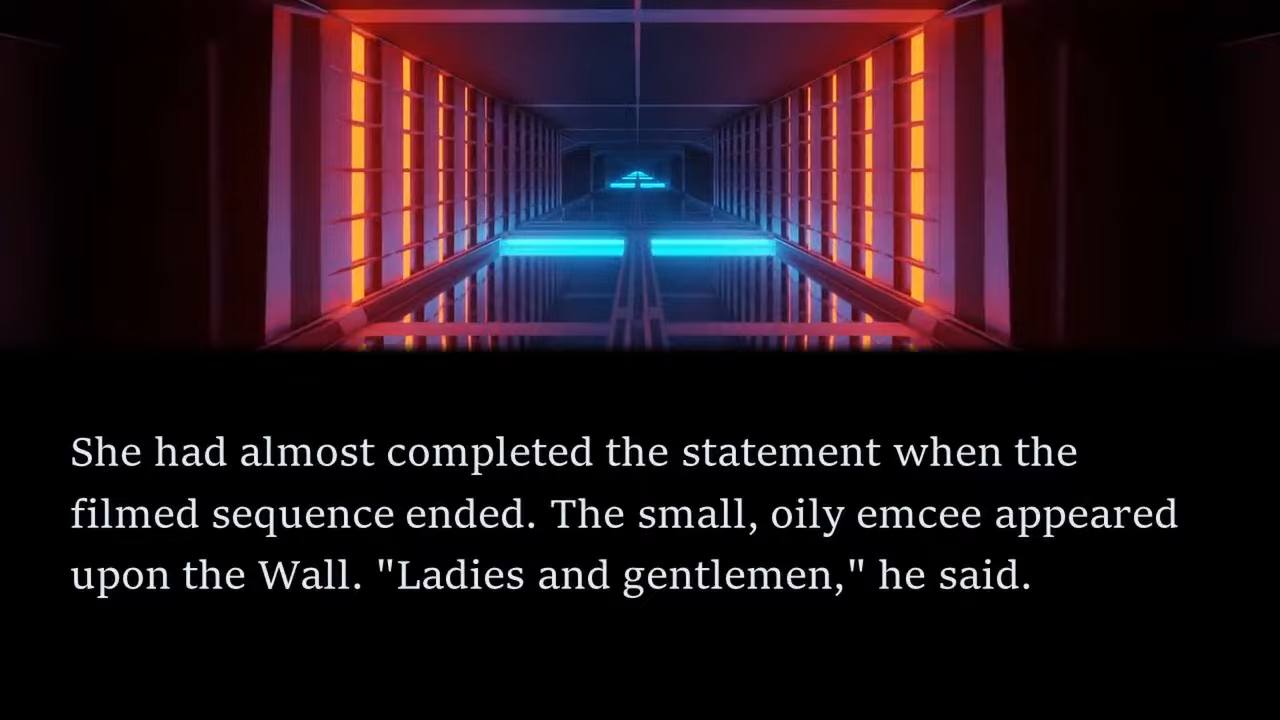 She had almost completed the statement when the
filmed sequence ended. The small, oily emcee appeared
upon the Wall. "Ladies and gentlemen," he said.